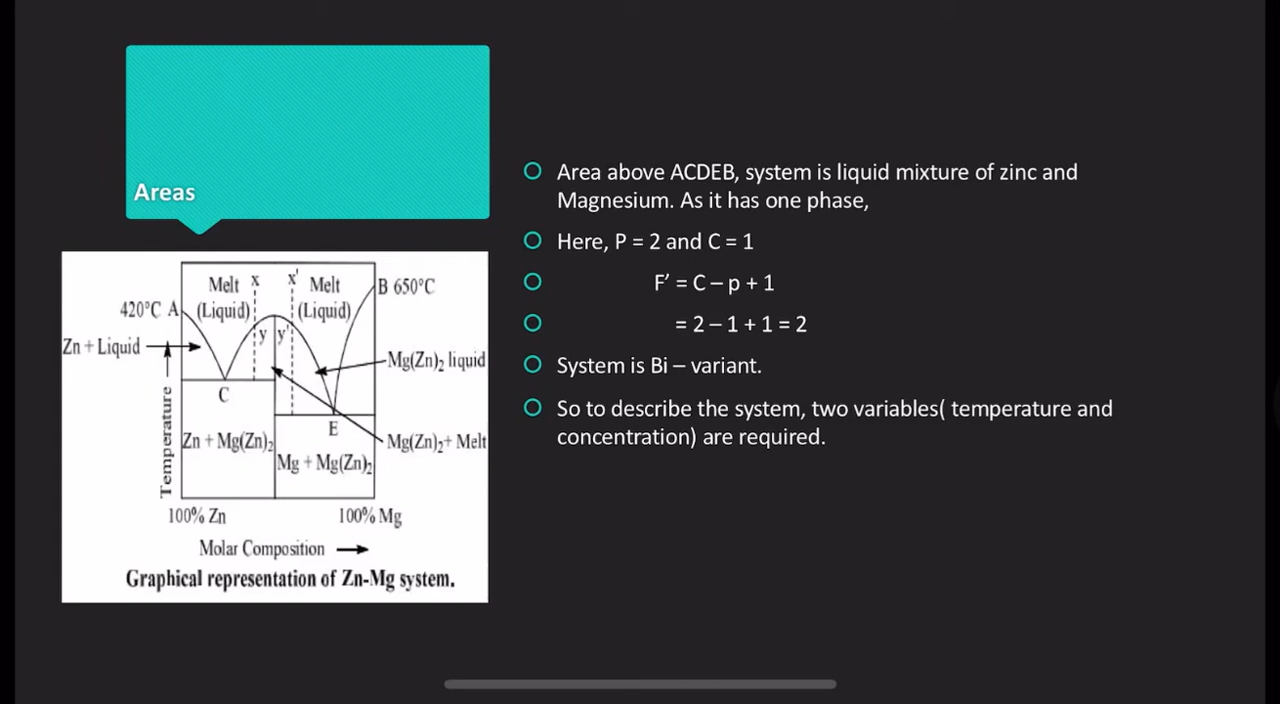 Areas
Area above ACDEB, system is liquid mixture of zinc and
Magnesium. As it has one phase,
Here, P = 2 and C = 1
F' = C – p + 1
= 2 – 1 + 1 = 2
System is Bi – variant.
So to describe the system, two variables( temperature and
concentration) are required.
Melt x x' Melt
B 650°C
420°C A (Liquid) (Liquid)
y y'
Zn + Liquid
Mg(Zn)₂ liquid
C
E
Zn + Mg(Zn)₂
Mg(Zn)₂+ Melt
Mg + Mg(Zn)₂
Temperature
100% Zn 100% Mg
Molar Composition
Graphical representation of Zn-Mg system.